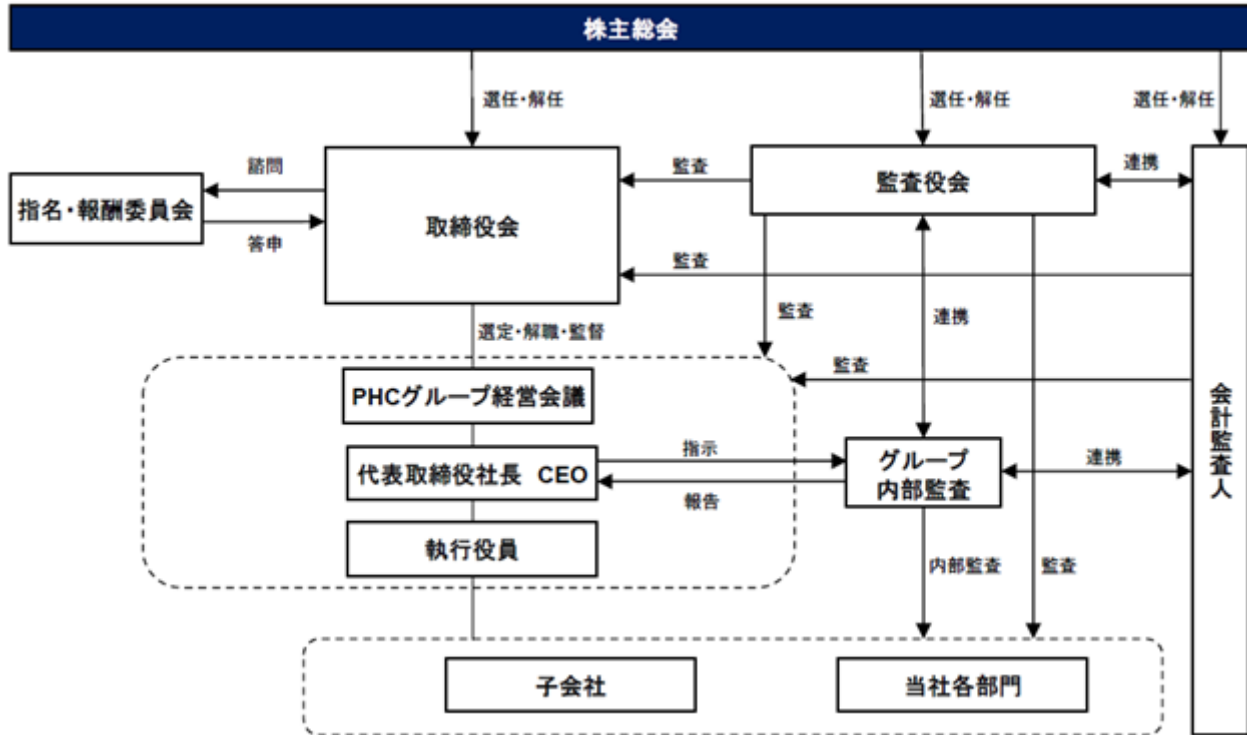 株主総会
選任・解任
選任・解任
選任・解任
諮問
監査
監査役会
連携
指名・報酬委員会
取締役会
答申
監査
監査
連携
選定・解職・監督
監査
PHCグループ経営会議
会計監査人
指示
グループ
内部監査
代表取締役社長 CEO
連携
報告
執行役員
内部監査
監査
子会社
当社各部門